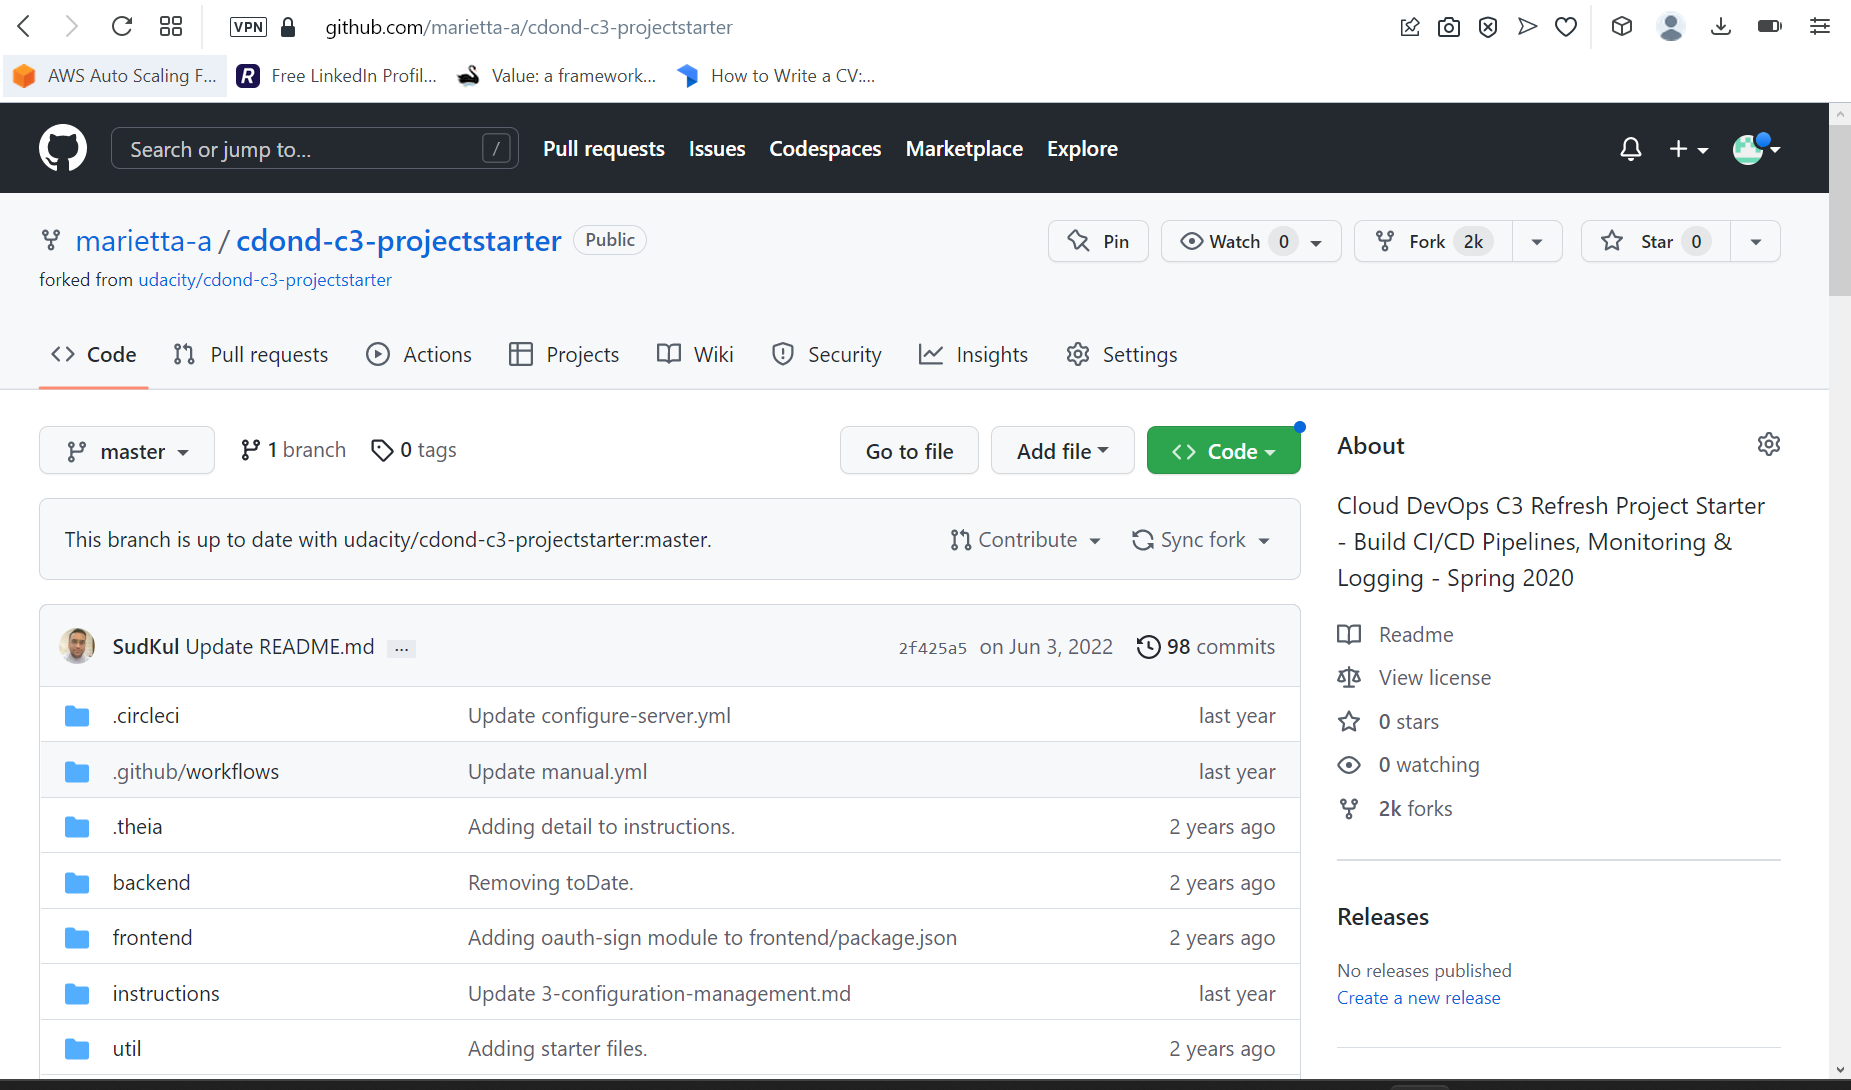 VPN github.com/marietta-a/cdond-c3-projectstarter
AWS Auto Scaling F... R Free LinkedIn Profil... Value: a framework... How to Write a CV:...
Search or jump to... / Pull requests Issues Codespaces Marketplace Explore
marietta-a / cdond-c3-projectstarter Public Pin Watch 0 Fork 2k Star 0
forked from udacity/cdond-c3-projectstarter
<> Code Pull requests Actions Projects Wiki Security Insights Settings
master 1 branch 0 tags Go to file Add file <> Code
This branch is up to date with udacity/cdond-c3-projectstarter:master. Contribute Sync fork
SudKul Update README.md ... 2f425a5 on Jun 3, 2022 98 commits
.circleci Update configure-server.yml last year
.github/workflows Update manual.yml last year
.theia Adding detail to instructions. 2 years ago
backend Removing toDate. 2 years ago
frontend Adding oauth-sign module to frontend/package.json 2 years ago
instructions Update 3-configuration-management.md last year
util Adding starter files. 2 years ago
About
Cloud DevOps C3 Refresh Project Starter
- Build CI/CD Pipelines, Monitoring &
Logging - Spring 2020
Readme
View license
0 stars
0 watching
2k forks
Releases
No releases published
Create a new release